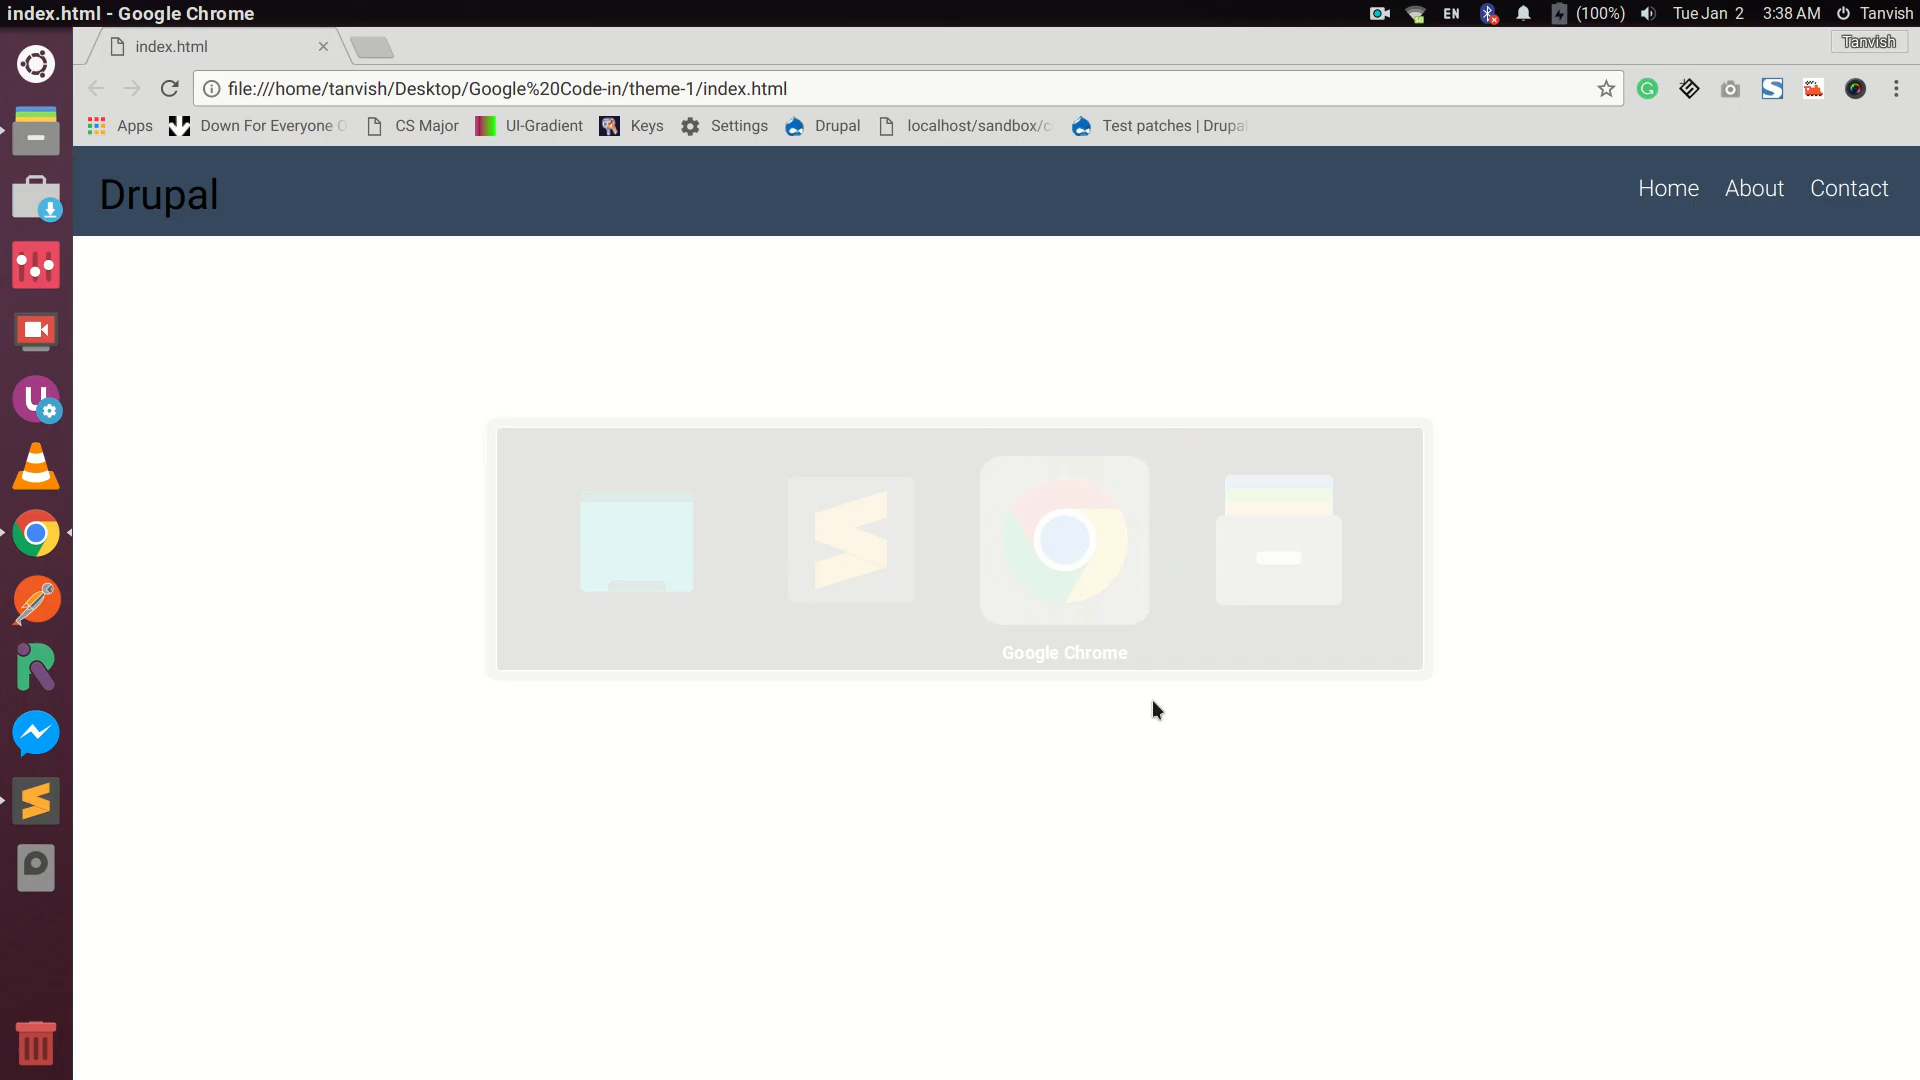 index.html - Google Chrome
EN (100%) Tue Jan 2 3:38 AM Tanvish
index.html
Tanvish
file:///home/tanvish/Desktop/Google%20Code-in/theme-1/index.html
Apps Down For Everyone O CS Major UI-Gradient Keys Settings Drupal localhost/sandbox/c Test patches | Drupal
Drupal
Home About Contact
Google Chrome